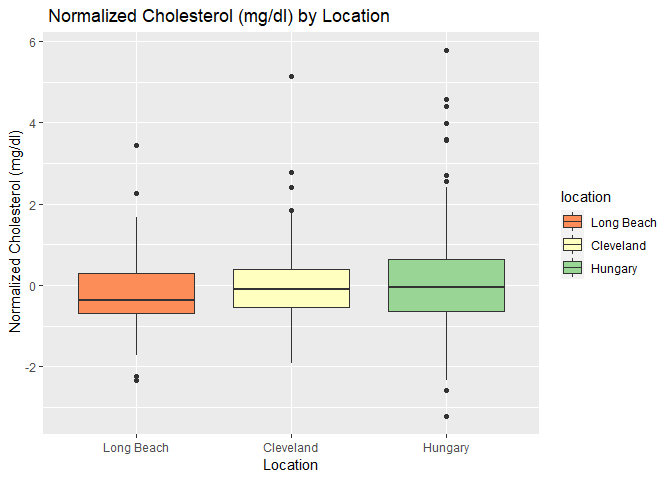 Normalized Cholesterol (mg/dl) by Location
Normalized Cholesterol (mg/dl)
6
4
2
0
-2
Long Beach Cleveland Hungary
Location
location
Long Beach
Cleveland
Hungary